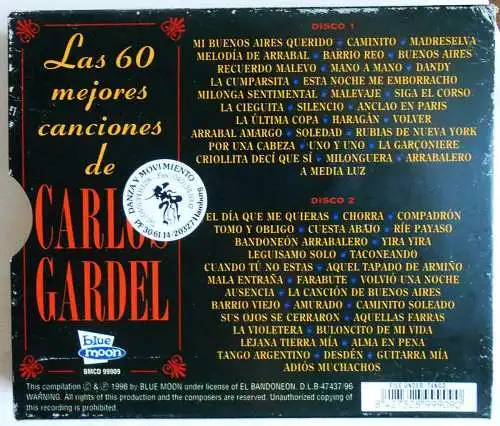 Las 60
mejores
canciones
de
CARLOS
GARDEL
DANZA Y MOVIMIENTO
blue
moon
BMCD 99909
DISCO 1
MI BUENOS AIRES QUERIDO CAMINITO MADRESELVA
MELODÍA DE ARRABAL BARRIO REO BUENOS AIRES
RECUERDO MALEVO MANO A MANO DANDY
LA CUMPARSITA ESTA NOCHE ME EMBORRACHO
MILONGA SENTIMENTAL MALEVAJE SIGA EL CORSO
LA CIEGUITA SILENCIO ANCLAO EN PARIS
LA ÚLTIMA COPA HARAGÁN VOLVER
ARRABAL AMARGO SOLEDAD RUBIAS DE NUEVA YORK
POR UNA CABEZA UNO Y UNO LA GARÇONIERE
CRIOLLITA DECÍ QUE SÍ MILONGUERA ARRABALERO
A MEDIA LUZ
DISCO 2
EL DÍA QUE ME QUIERAS CHORRA COMPADRÓN
TOMO Y OBLIGO CUESTA ABAJO RÍE PAYASO
BANDONEÓN ARRABALERO YIRA YIRA
LEGUISAMO SOLO TACONEANDO
CUANDO TÚ NO ESTAS AQUEL TAPADO DE ARMIÑO
MALA ENTRAÑA FARABUTE VOLVIÓ UNA NOCHE
AUSENCIA LA CANCIÓN DE BUENOS AIRES
BARRIO VIEJO AMURADO CAMINITO SOLEADO
SUS OJOS SE CERRARON AQUELLAS FARRAS
LA VIOLETERA BULONCITO DE MI VIDA
LEJANA TIERRA MÍA ALMA EN PENA
TANGO ARGENTINO DESDÉN GUITARRA MÍA
ADIÓS MUCHACHOS
This compilation © & ℗ 1996 by BLUE MOON under license of EL BANDONEON. D.L.B-47437/96
WARNING. All rights of this production and the composers are reserved. Unauthorized copying of
this recording is prohibited.
FILE UNDER: TANGO